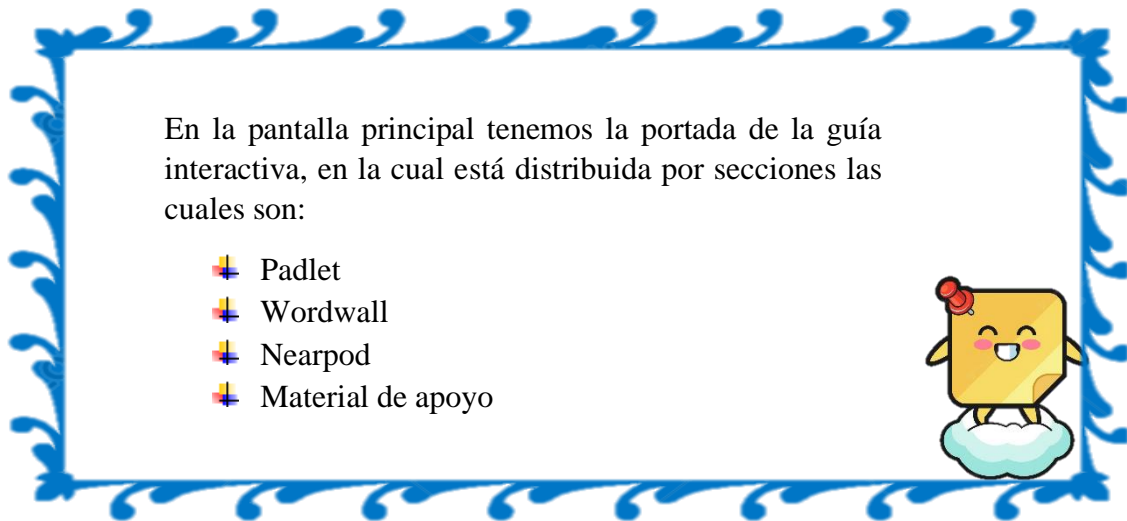 En la pantalla principal tenemos la portada de la guía
interactiva, en la cual está distribuida por secciones las
cuales son:
Padlet
Wordwall
Nearpod
Material de apoyo